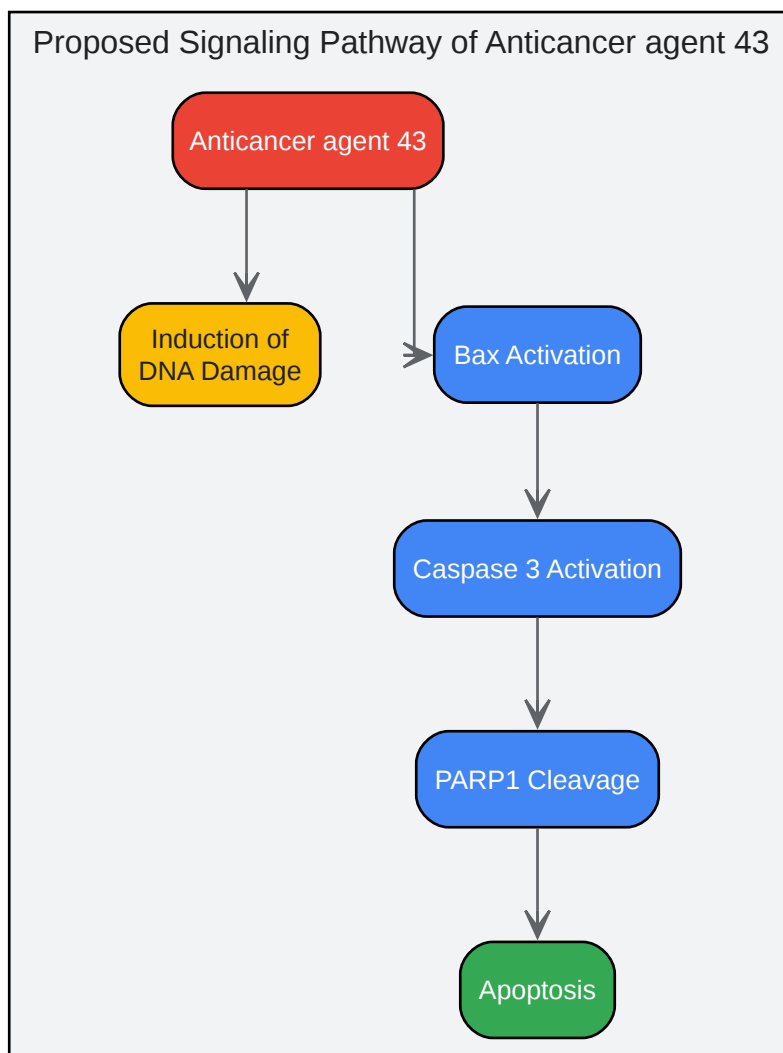 Proposed Signaling Pathway of Anticancer agent 43
Anticancer agent 43
Induction of
DNA Damage
Bax Activation
Caspase 3 Activation
PARP1 Cleavage
Apoptosis